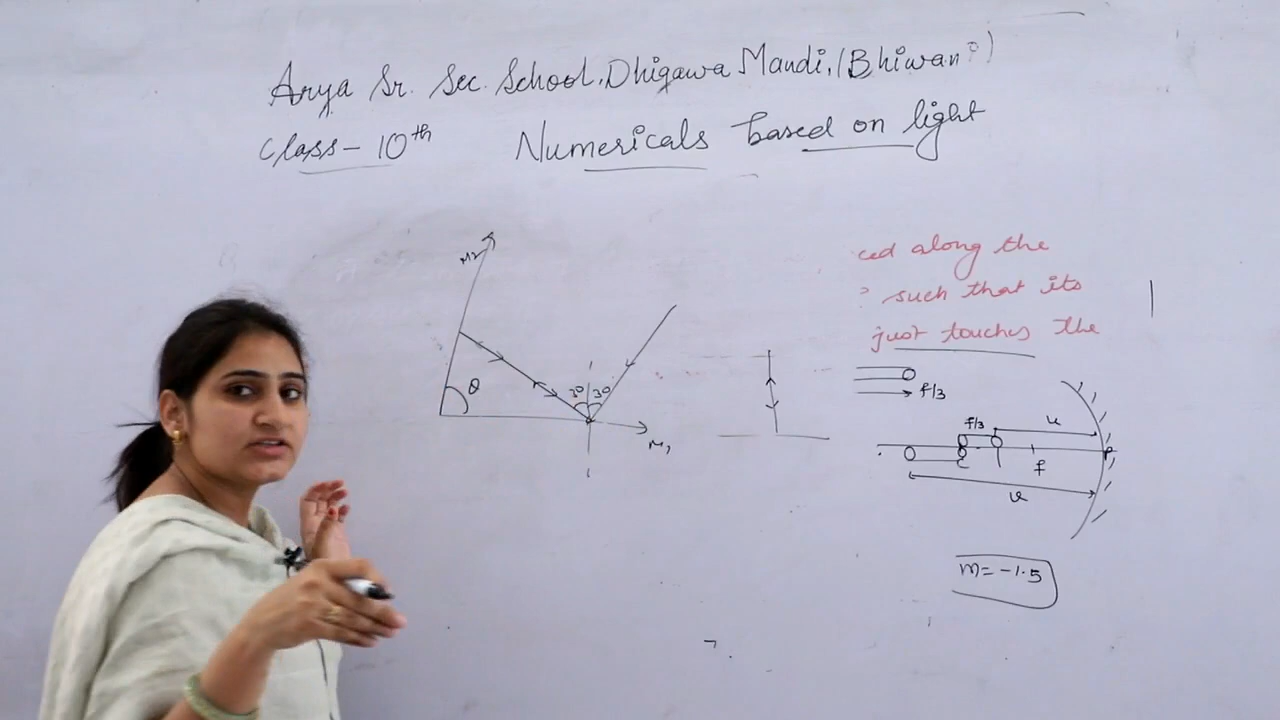 Arya Sr. Sec. School, Dhigawa Mandi, (Bhiwani)
Class - 10th Numericals based on light
M2
θ
30 30
M1
ced along the
such that its
just touches the
f/3
f/3
u
c
f
P
v
m = -1.5